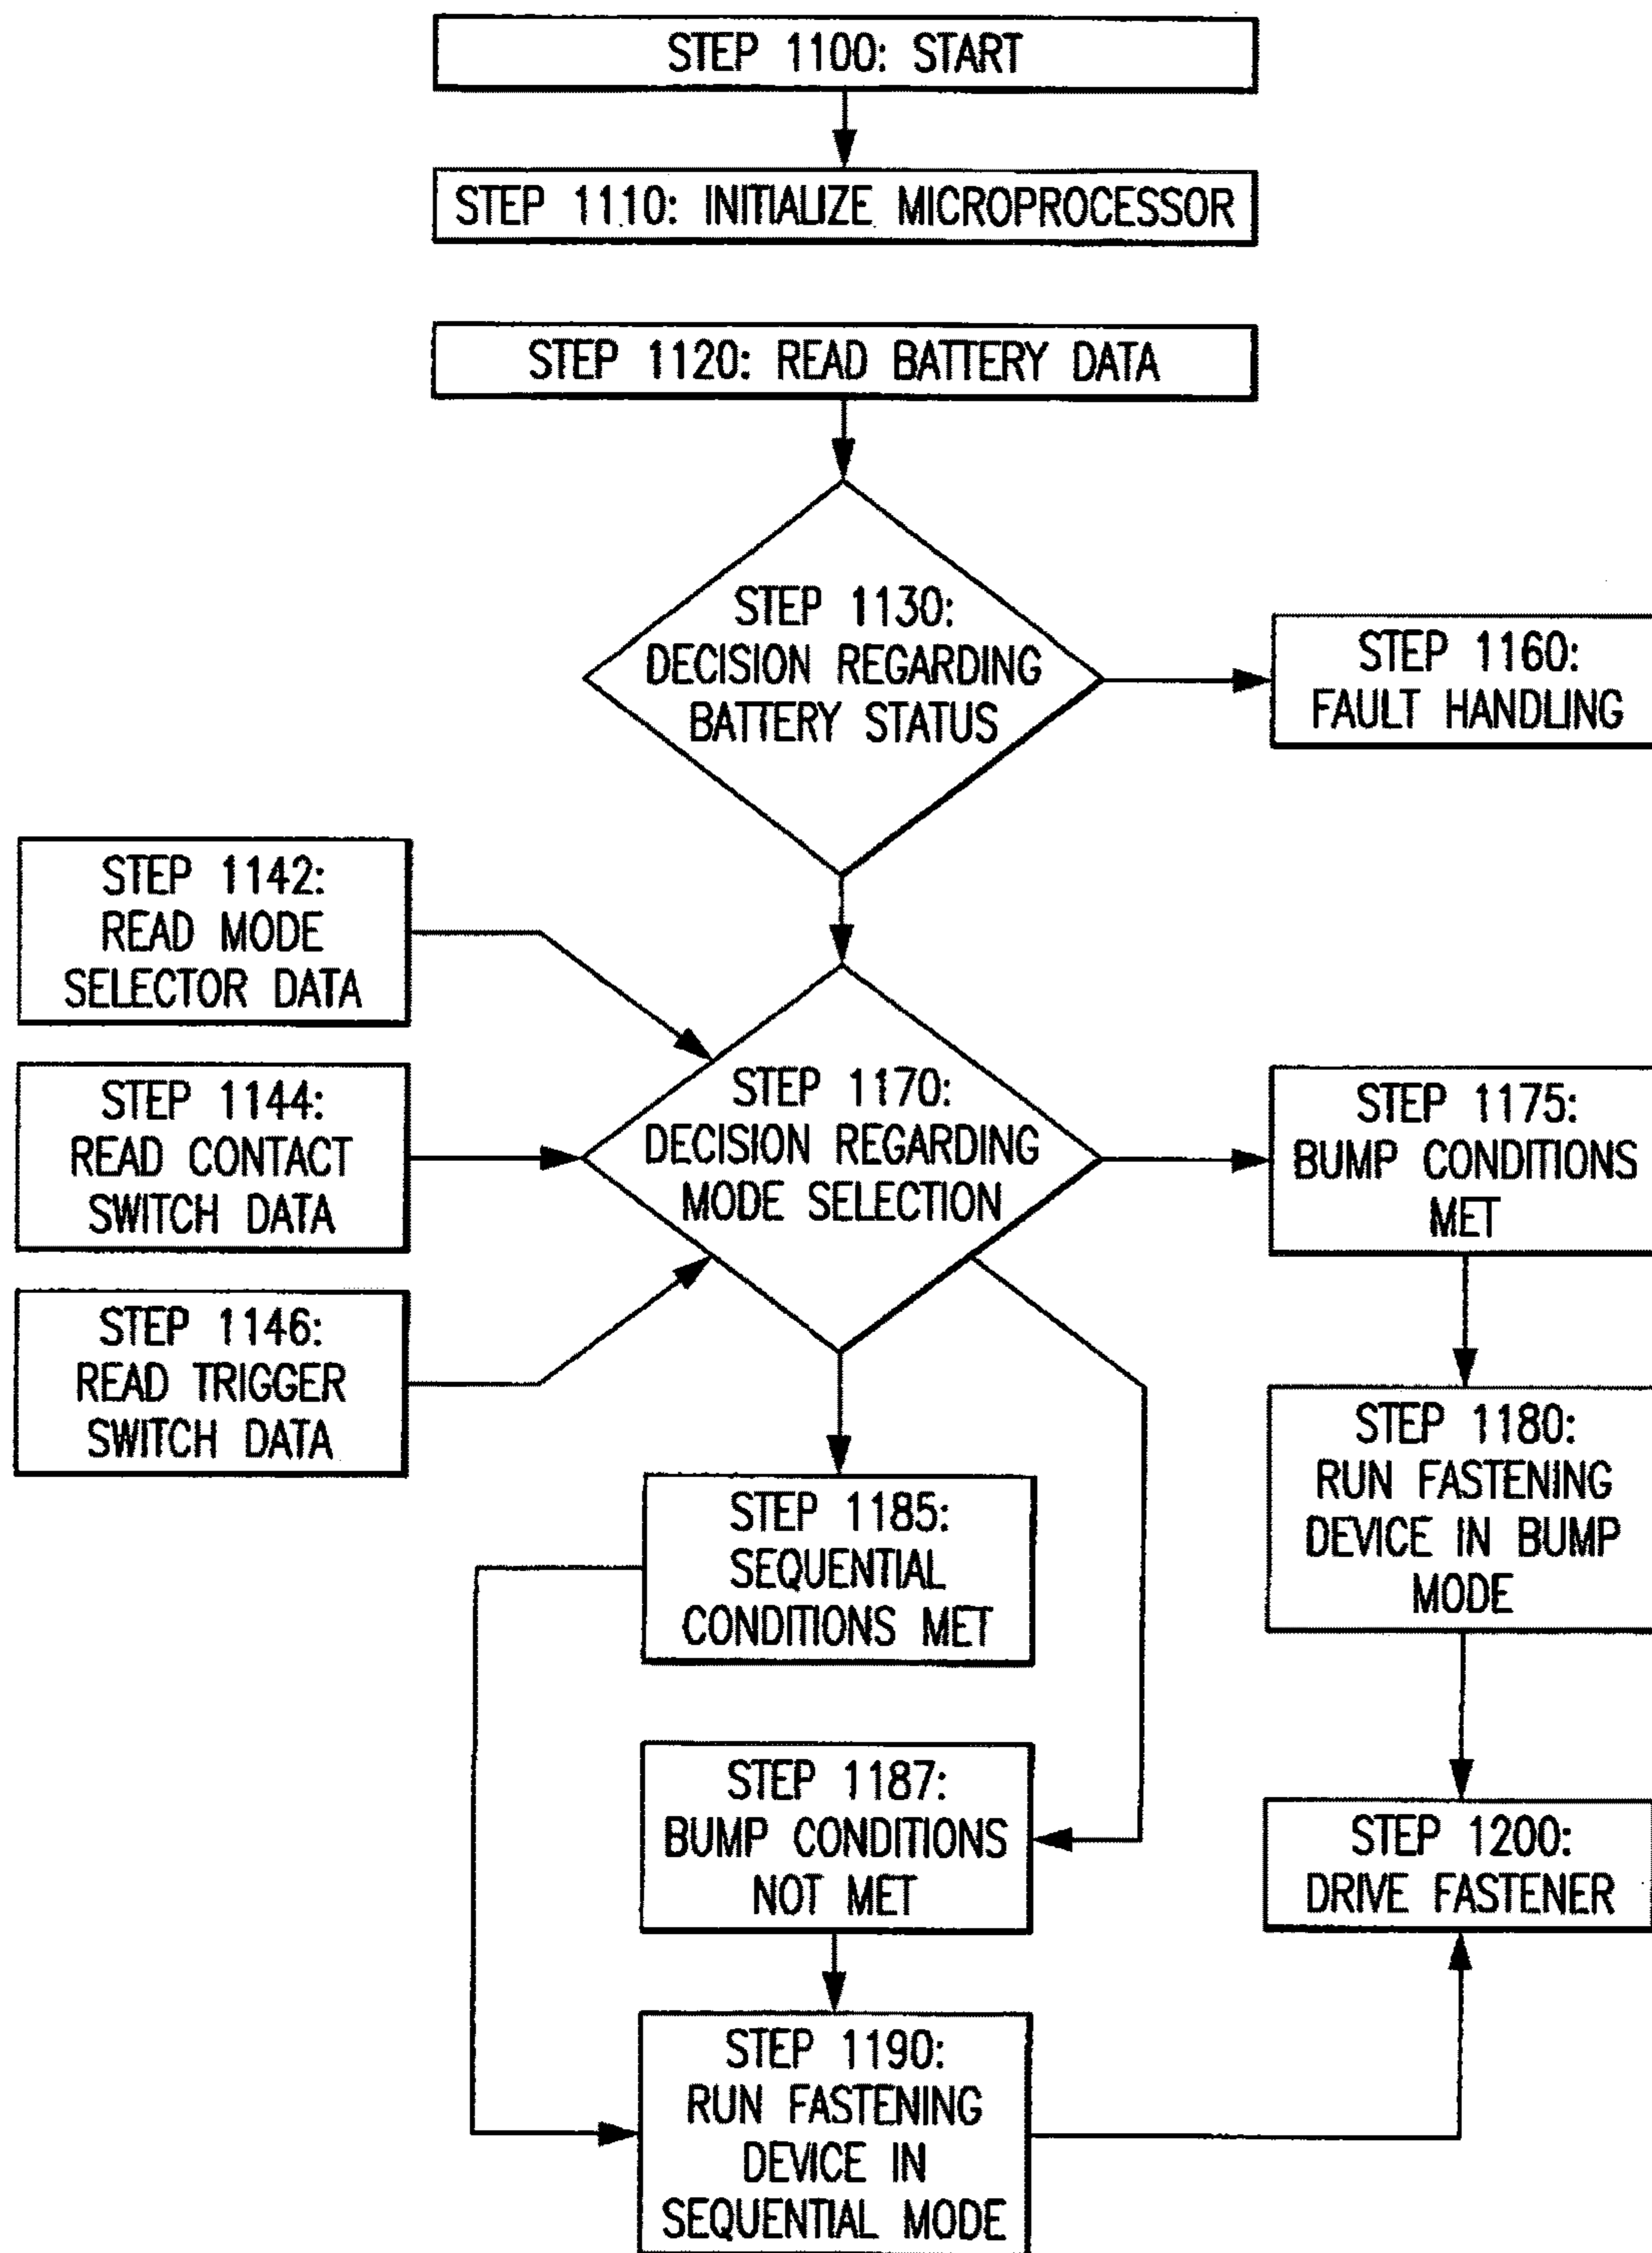 STEP 1100: START
STEP 1110: INITIALIZE MICROPROCESSOR
STEP 1120: READ BATTERY DATA
STEP 1130:
DECISION REGARDING
BATTERY STATUS
STEP 1160:
FAULT HANDLING
STEP 1142:
READ MODE
SELECTOR DATA
STEP 1144:
READ CONTACT
SWITCH DATA
STEP 1146:
READ TRIGGER
SWITCH DATA
STEP 1170:
DECISION REGARDING
MODE SELECTION
STEP 1175:
BUMP CONDITIONS
MET
STEP 1180:
RUN FASTENING
DEVICE IN BUMP
MODE
STEP 1185:
SEQUENTIAL
CONDITIONS MET
STEP 1187:
BUMP CONDITIONS
NOT MET
STEP 1200:
DRIVE FASTENER
STEP 1190:
RUN FASTENING
DEVICE IN
SEQUENTIAL MODE